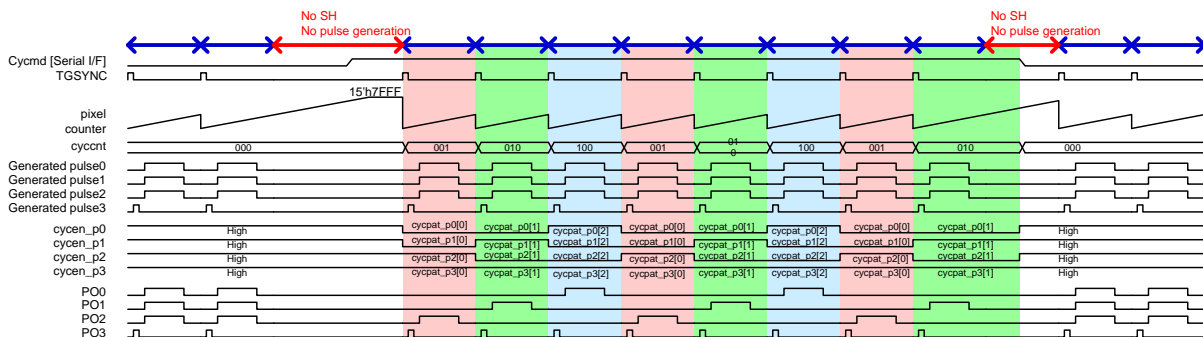 No SH
No pulse generation
No SH
No pulse generation
Cycmd [Serial I/F]
TGSYNC
15'h7FFF
pixel
counter
cyccnt 000 001 010 100 001 01 0 100 001 010 000
Generated pulse0
Generated pulse1
Generated pulse2
Generated pulse3
cycen_p0 High cycpat_p0[0] cycpat_p0[1] cycpat_p0[2] cycpat_p0[0] cycpat_p0[1] cycpat_p0[2] cycpat_p0[0] cycpat_p0[1] High
cycen_p1 High cycpat_p1[0] cycpat_p1[1] cycpat_p1[2] cycpat_p1[0] cycpat_p1[1] cycpat_p1[2] cycpat_p1[0] cycpat_p1[1] High
cycen_p2 High cycpat_p2[0] cycpat_p2[1] cycpat_p2[2] cycpat_p2[0] cycpat_p2[1] cycpat_p2[2] cycpat_p2[0] cycpat_p2[1] High
cycen_p3 High cycpat_p3[0] cycpat_p3[1] cycpat_p3[2] cycpat_p3[0] cycpat_p3[1] cycpat_p3[2] cycpat_p3[0] cycpat_p3[1] High
PO0
PO1
PO2
PO3